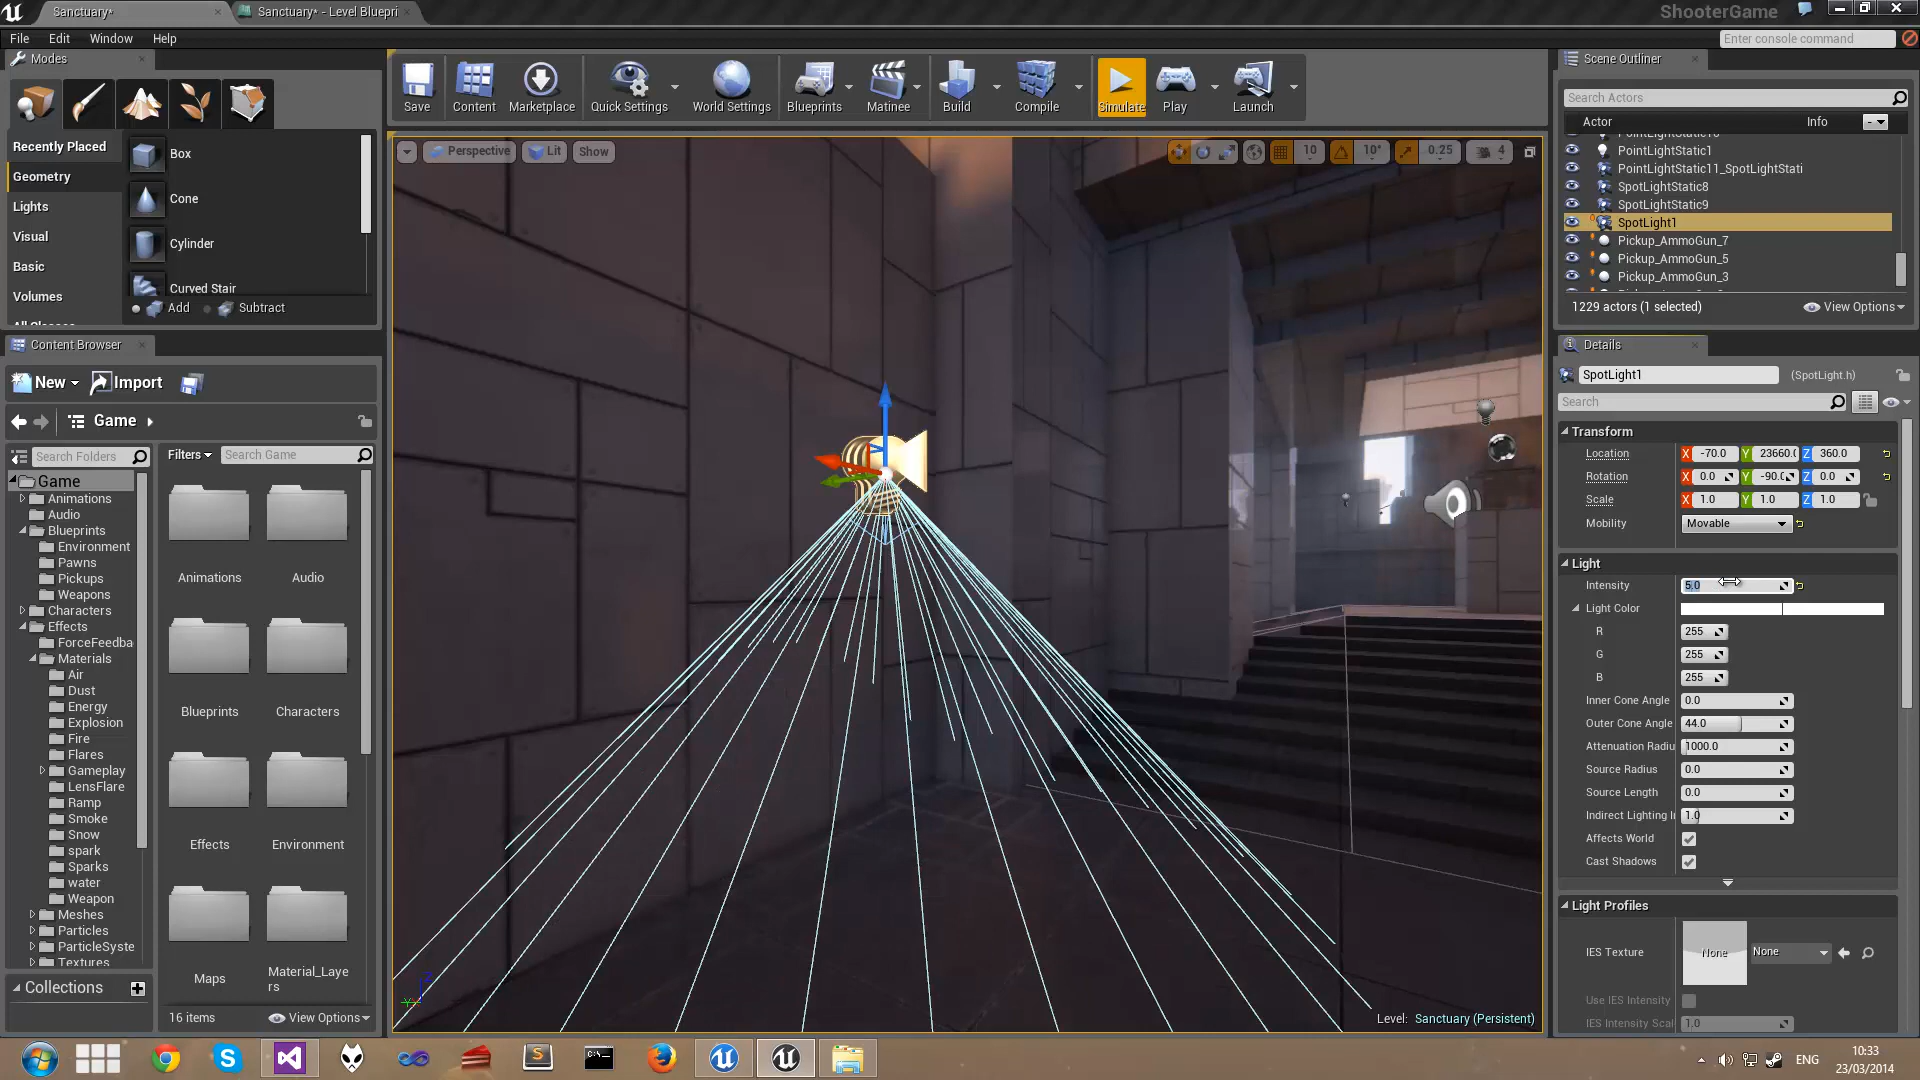 Sanctuary*
Sanctuary* - Level Bluepri
ShooterGame
File
Edit
Window
Help
Enter console command
Modes
Save
Content
Marketplace
Quick Settings
World Settings
Blueprints
Matinee
Build
Compile
Simulate
Play
Launch
Scene Outliner
Search Actors
Actor
Info
PointLightStatic1
PointLightStatic11_SpotLightStati
SpotLightStatic8
SpotLightStatic9
SpotLight1
Pickup_AmmoGun_7
Pickup_AmmoGun_5
Pickup_AmmoGun_3
1229 actors (1 selected)
View Options
Recently Placed
Geometry
Lights
Visual
Basic
Volumes
Box
Cone
Cylinder
Curved Stair
Add
Subtract
Perspective
Lit
Show
10
10°
0.25
4
Content Browser
New
Import
Game
Search Folders
Filters
Search Game
Game
Animations
Audio
Blueprints
Environment
Pawns
Pickups
Weapons
Characters
Effects
ForceFeedba
Materials
Air
Dust
Energy
Explosion
Fire
Flares
Gameplay
LensFlare
Ramp
Smoke
Snow
spark
Sparks
water
Weapon
Meshes
Particles
ParticleSyste
Textures
Collections
Animations
Audio
Blueprints
Characters
Effects
Environment
Maps
Material_Laye
rs
16 items
View Options
Level: Sanctuary (Persistent)
Details
SpotLight1
(SpotLight.h)
Search
Transform
Location X -70.0 Y 23660.( Z 360.0
Rotation X 0.0 Y -90.( Z 0.0
Scale X 1.0 Y 1.0 Z 1.0
Mobility Movable
Light
Intensity 5.0
Light Color
R 255
G 255
B 255
Inner Cone Angle 0.0
Outer Cone Angle 44.0
Attenuation Radiu 1000.0
Source Radius 0.0
Source Length 0.0
Indirect Lighting I 1.0
Affects World
Cast Shadows
Light Profiles
IES Texture None None
Use IES Intensity
IES Intensity Scal 1.0
ENG
10:33
23/03/2014